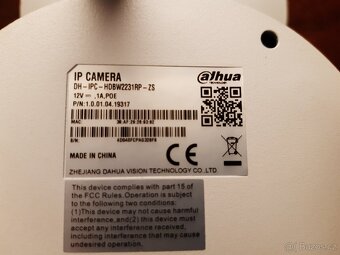 alhua
TECHNOLOGY
IP CAMERA
DH-IPC-HDBW2231RP-ZS
12V⎓,1A,POE
P/N:1.0.01.04.19317
MAC
S/N:
MADE IN CHINA
CE
ZHEJIANG DAHUA VISION TECHNOLOGY CO.,LTD
This device complies with part 15 of
the FCC Rules. Operation is subject to
the following two conditions:
(1)This device may not cause harmful
interference, and (2) this device must
accept any interference received,
including interference that may cause
undesired operation.